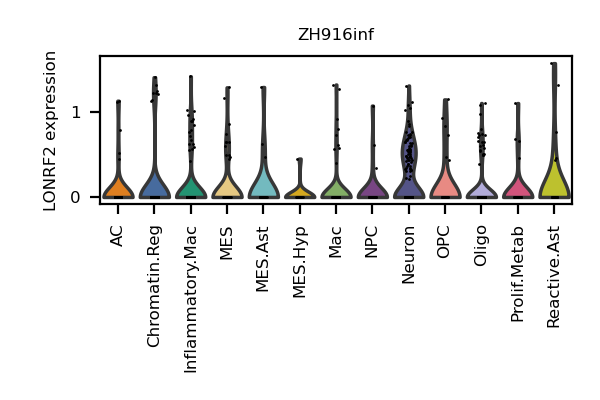 ZH916inf
LONRF2 expression
1
0
AC
Chromatin.Reg
Inflammatory.Mac
MES
MES.Ast
MES.Hyp
Mac
NPC
Neuron
OPC
Oligo
Prolif.Metab
Reactive.Ast